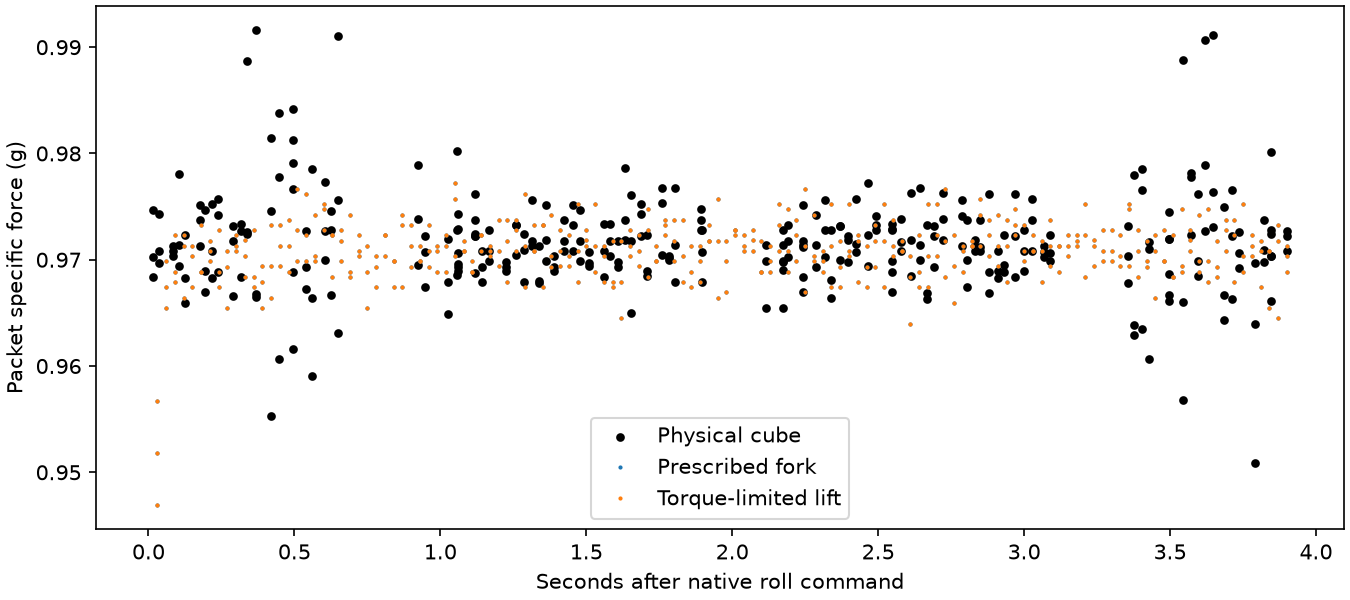 Packet specific force (g)
0.99
0.98
0.97
0.96
0.95
Physical cube
Prescribed fork
Torque-limited lift
0.0 0.5 1.0 1.5 2.0 2.5 3.0 3.5 4.0
Seconds after native roll command